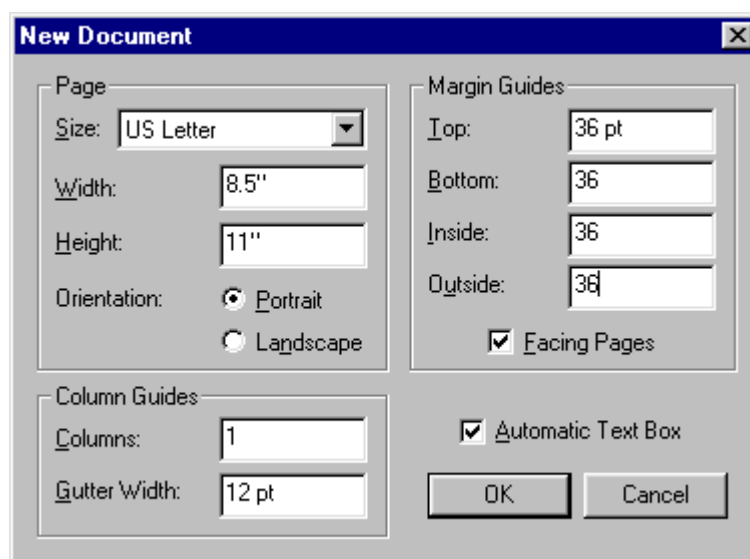 New Document
Page
Size: US Letter
Width: 8.5"
Height: 11"
Orientation: Portrait
Landscape
Margin Guides
Top: 36 pt
Bottom: 36
Inside: 36
Outside: 36
Facing Pages
Column Guides
Columns: 1
Gutter Width: 12 pt
Automatic Text Box
OK Cancel